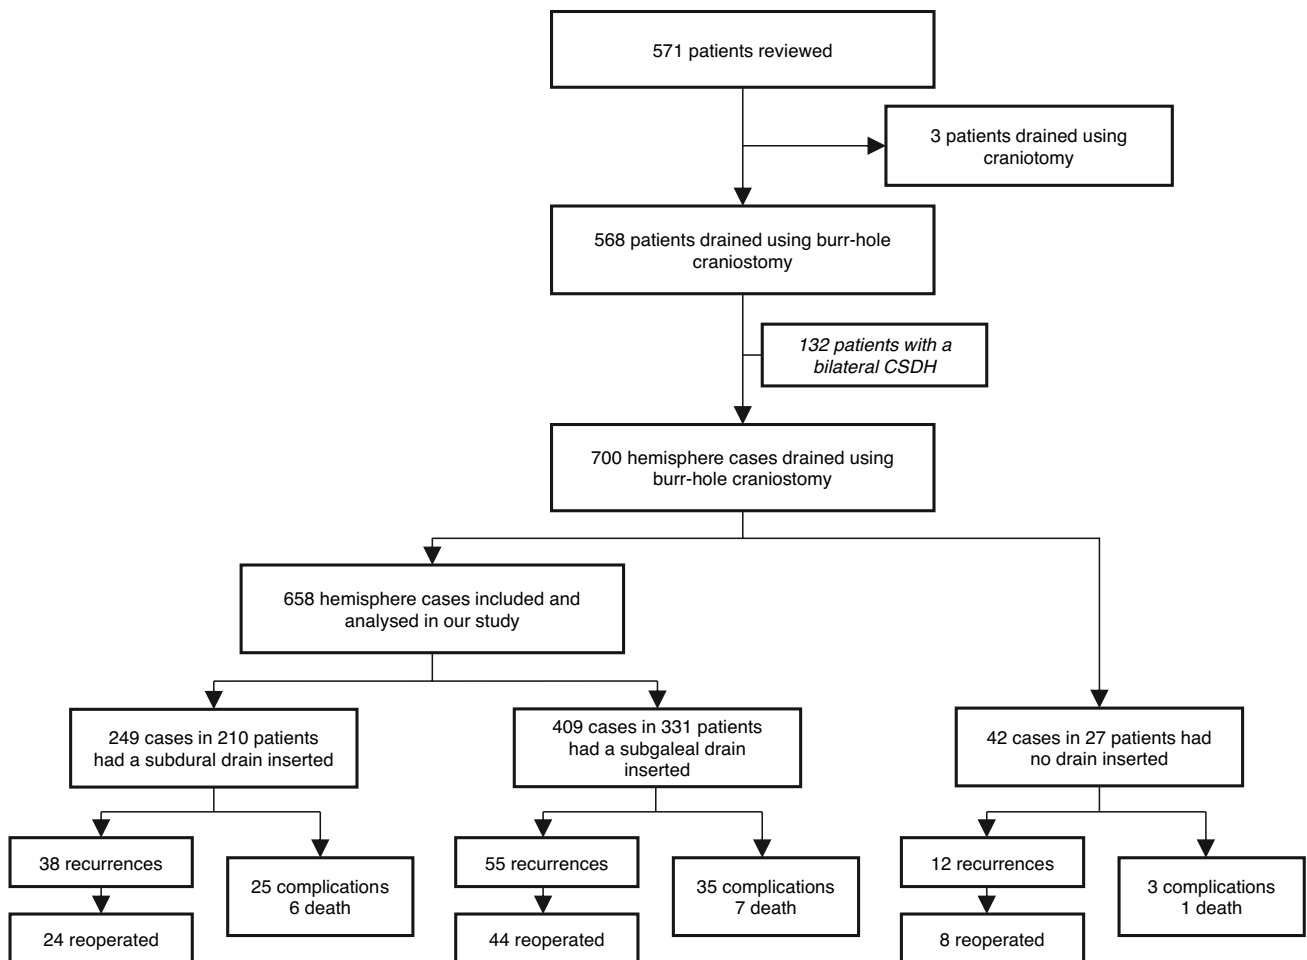 571 patients reviewed
3 patients drained using
craniotomy
568 patients drained using burr-hole
craniostomy
132 patients with a
bilateral CSDH
700 hemisphere cases drained using
burr-hole craniostomy
658 hemisphere cases included and
analysed in our study
249 cases in 210 patients
had a subdural drain inserted
409 cases in 331 patients
had a subgaleal drain
inserted
42 cases in 27 patients had
no drain inserted
38 recurrences
25 complications
6 death
24 reoperated
55 recurrences
35 complications
7 death
44 reoperated
12 recurrences
3 complications
1 death
8 reoperated